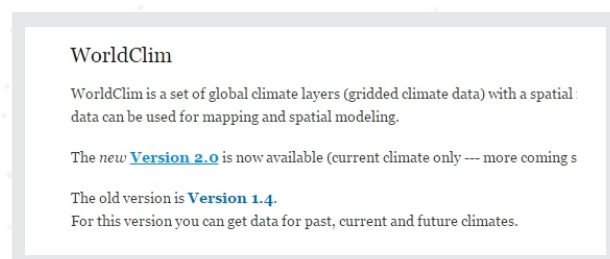 WorldClim
WorldClim is a set of global climate layers (gridded climate data) with a spatial
data can be used for mapping and spatial modeling.
The new Version 2.0 is now available (current climate only --- more coming s
The old version is Version 1.4.
For this version you can get data for past, current and future climates.